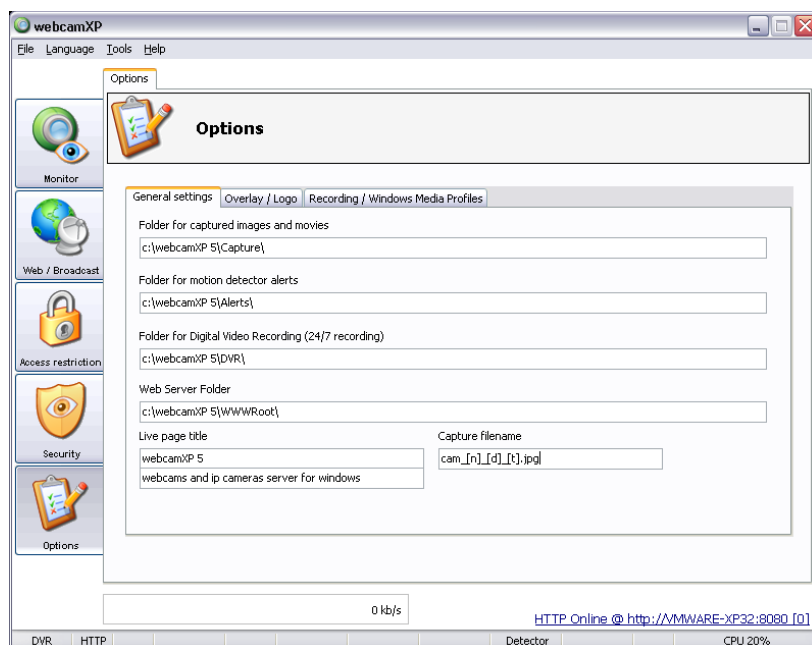 webcamXP
File Language Tools Help
Options
Options
Monitor
General settings Overlay / Logo Recording / Windows Media Profiles
Folder for captured images and movies
c:\webcamXP 5\Capture\
Web / Broadcast
Folder for motion detector alerts
c:\webcamXP 5\Alerts\
Folder for Digital Video Recording (24/7 recording)
c:\webcamXP 5\DVR\
Access restriction
Web Server Folder
c:\webcamXP 5\WWWRoot\
Live page title Capture filename
webcamXP 5 cam_[n]_[d]_[t].jpg
Security
webcams and ip cameras server for windows
Options
0 kb/s
HTTP Online @ http://VMWARE-XP32:8080 [0]
DVR HTTP Detector CPU 20%